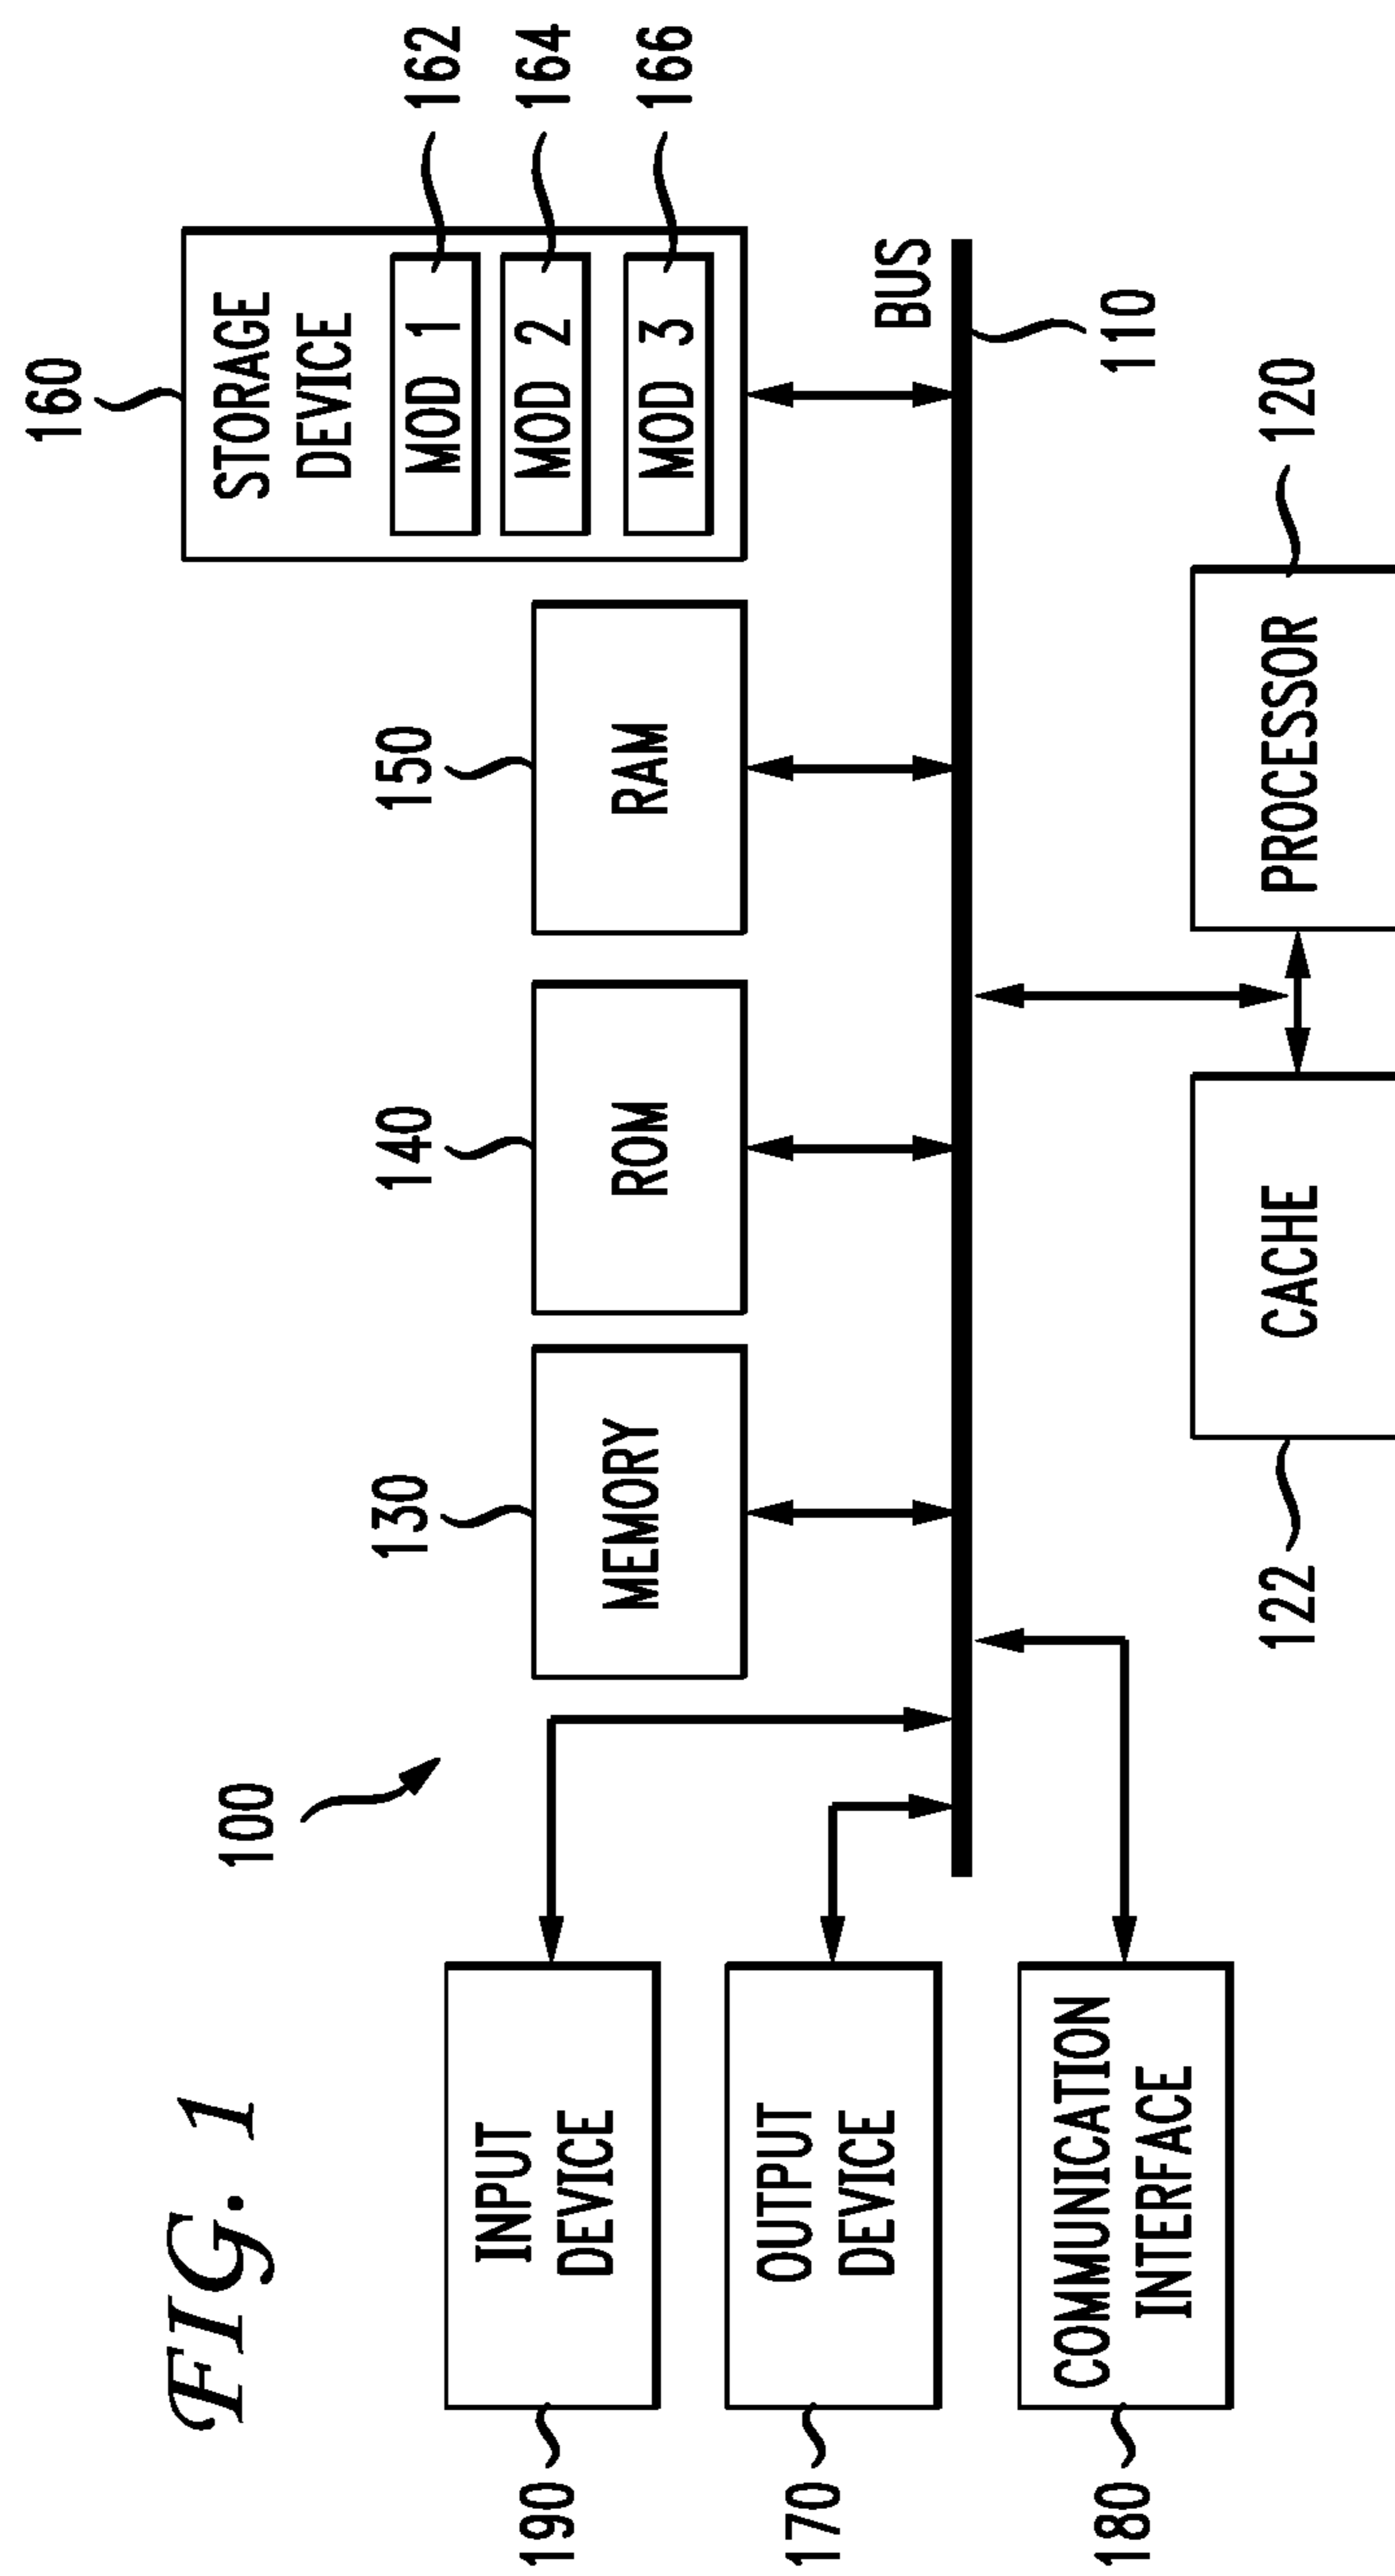 FIG. 1
100
160
STORAGE
DEVICE
MOD 1
162
MOD 2
164
MOD 3
166
130
140
150
MEMORY
ROM
RAM
190
INPUT
DEVICE
170
OUTPUT
DEVICE
BUS
110
180
COMMUNICATION
INTERFACE
122
CACHE
PROCESSOR
120